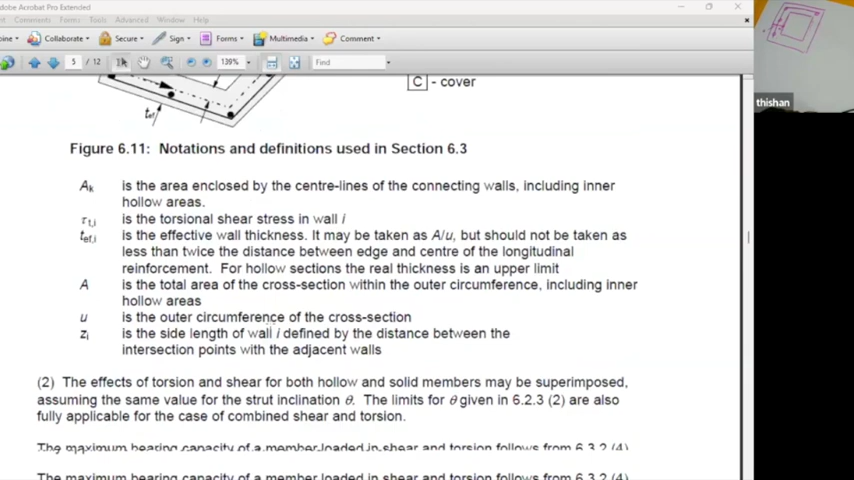 Adobe Acrobat Pro Extended
Comments Forms Tools Advanced Window Help
Collaborate Secure Sign Forms Multimedia Comment
5 / 12 139% Find
C - cover
tef
thishan
Figure 6.11: Notations and definitions used in Section 6.3
Ak is the area enclosed by the centre-lines of the connecting walls, including inner
hollow areas.
τt,i is the torsional shear stress in wall i
tef,i is the effective wall thickness. It may be taken as A/u, but should not be taken as
less than twice the distance between edge and centre of the longitudinal
reinforcement. For hollow sections the real thickness is an upper limit
A is the total area of the cross-section within the outer circumference, including inner
hollow areas
u is the outer circumference of the cross-section
zi is the side length of wall i defined by the distance between the
intersection points with the adjacent walls
(2) The effects of torsion and shear for both hollow and solid members may be superimposed,
assuming the same value for the strut inclination θ. The limits for θ given in 6.2.3 (2) are also
fully applicable for the case of combined shear and torsion.
The maximum bearing capacity of a member loaded in shear and torsion follows from 6.3.2 (4)
The maximum bearing capacity of a member loaded in shear and torsion follows from 6.3.2 (4)